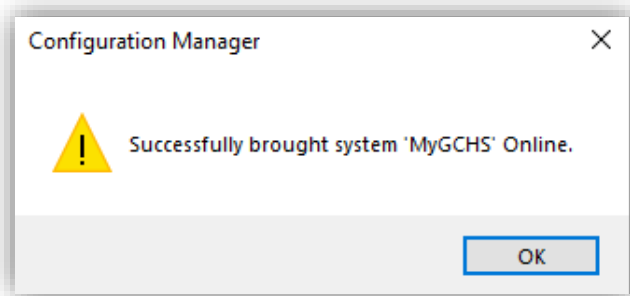 Configuration Manager
Successfully brought system 'MyGCHS' Online.
OK